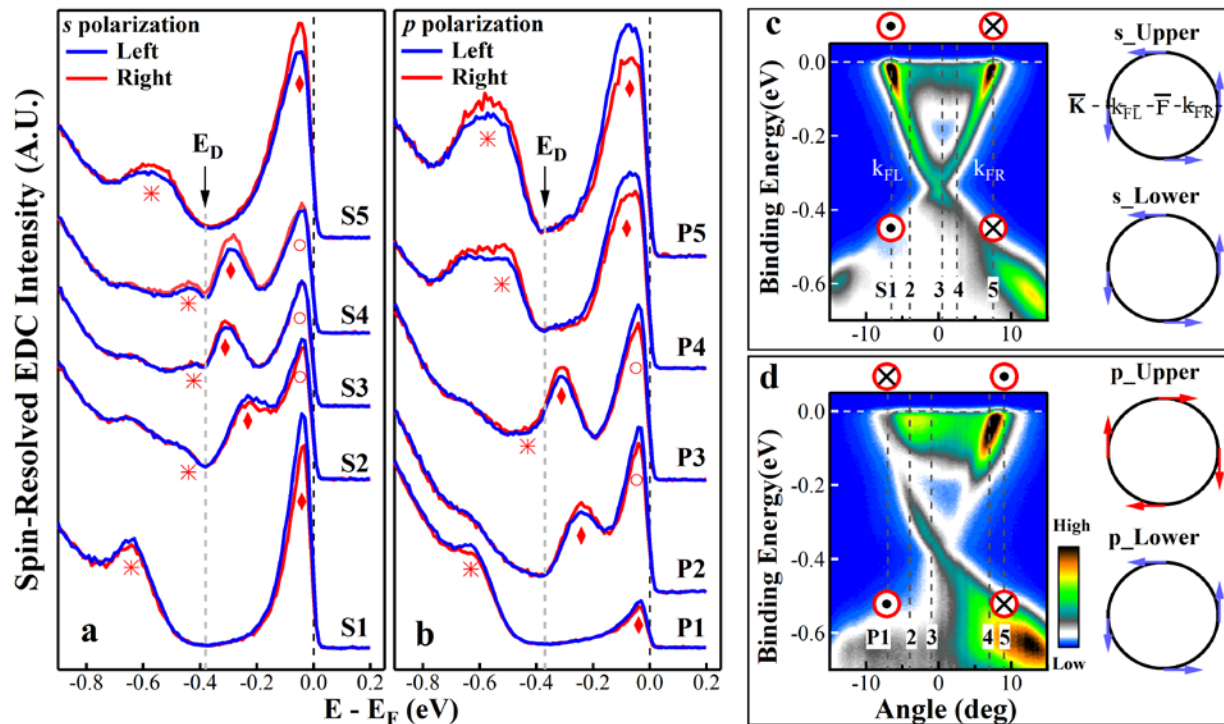 s polarization
Left
Right
E_D
S5
S4
S3
S2
S1
a
-0.8
-0.6
-0.4
-0.2
0.0
0.2
Spin-Resolved EDC Intensity (A.U.)
E - E_F (eV)
p polarization
Left
Right
E_D
P5
P4
P3
P2
P1
b
-0.8
-0.6
-0.4
-0.2
0.0
0.2
c
Binding Energy(eV)
0.0
-0.2
-0.4
-0.6
k_FL
k_FR
S1 2 3 4 5
-10
0
10
s_Upper
K̅ - k_FL - Γ̅ - k_FR -
s_Lower
d
Binding Energy(eV)
0.0
-0.2
-0.4
-0.6
P1 2 3 4 5
High
Low
-10
0
10
Angle (deg)
p_Upper
p_Lower